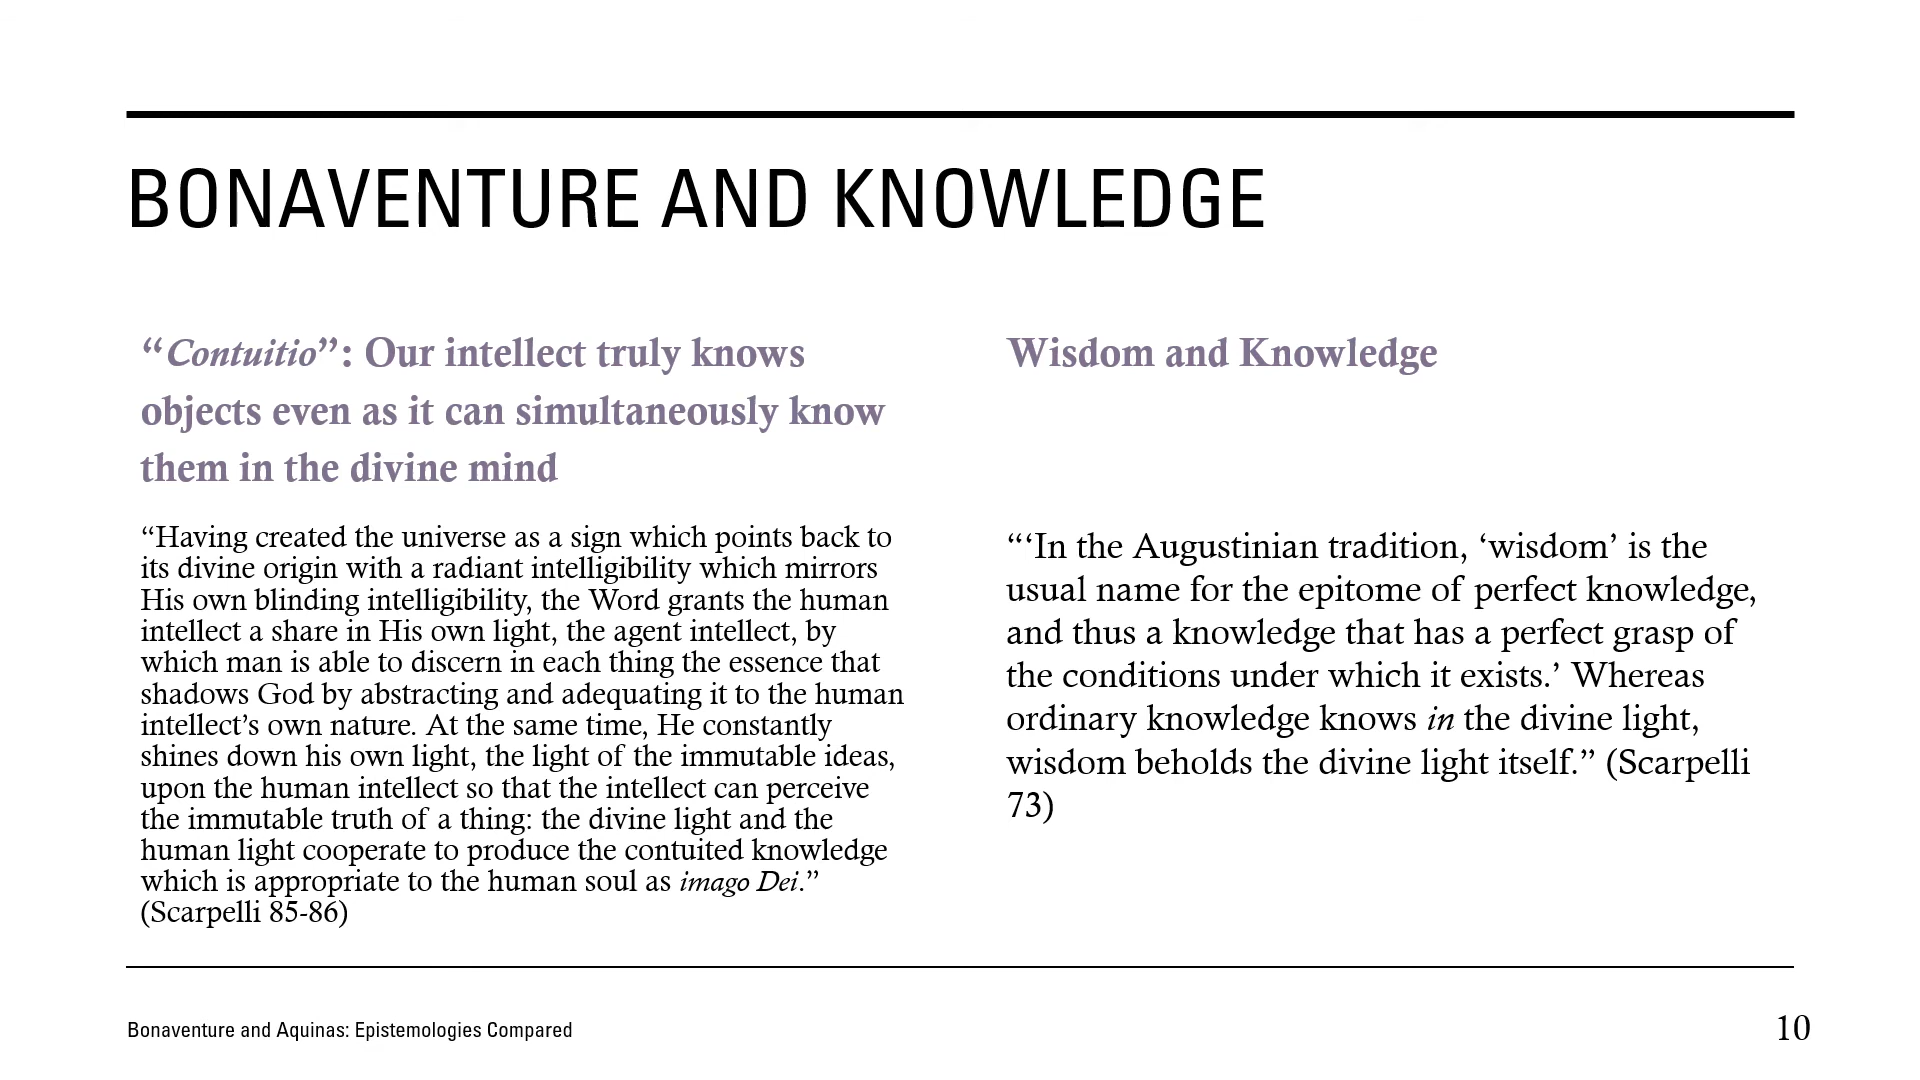 BONAVENTURE AND KNOWLEDGE
“Contuitio”: Our intellect truly knows
objects even as it can simultaneously know
them in the divine mind
“Having created the universe as a sign which points back to
its divine origin with a radiant intelligibility which mirrors
His own blinding intelligibility, the Word grants the human
intellect a share in His own light, the agent intellect, by
which man is able to discern in each thing the essence that
shadows God by abstracting and adequating it to the human
intellect’s own nature. At the same time, He constantly
shines down his own light, the light of the immutable ideas,
upon the human intellect so that the intellect can perceive
the immutable truth of a thing: the divine light and the
human light cooperate to produce the contuited knowledge
which is appropriate to the human soul as imago Dei.”
(Scarpelli 85-86)
Wisdom and Knowledge
“‘In the Augustinian tradition, ‘wisdom’ is the
usual name for the epitome of perfect knowledge,
and thus a knowledge that has a perfect grasp of
the conditions under which it exists.’ Whereas
ordinary knowledge knows in the divine light,
wisdom beholds the divine light itself.” (Scarpelli
73)
Bonaventure and Aquinas: Epistemologies Compared
10